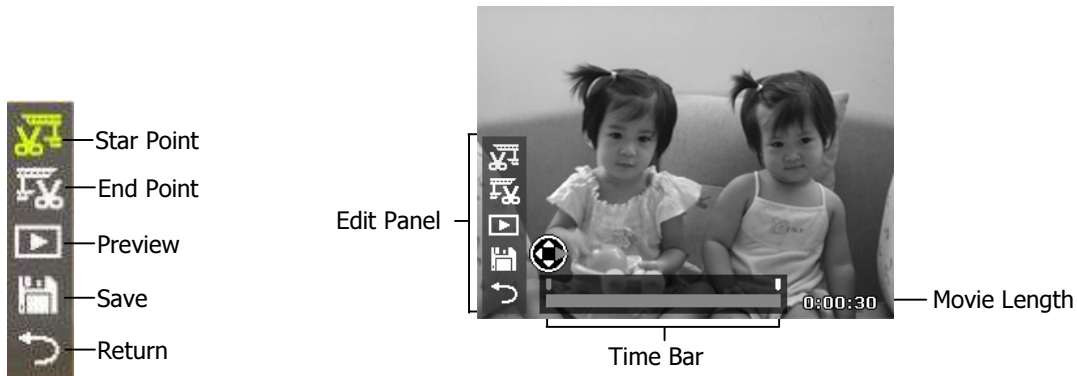 Star Point
End Point
Preview
Save
Return
Edit Panel
0:00:30
Movie Length
Time Bar